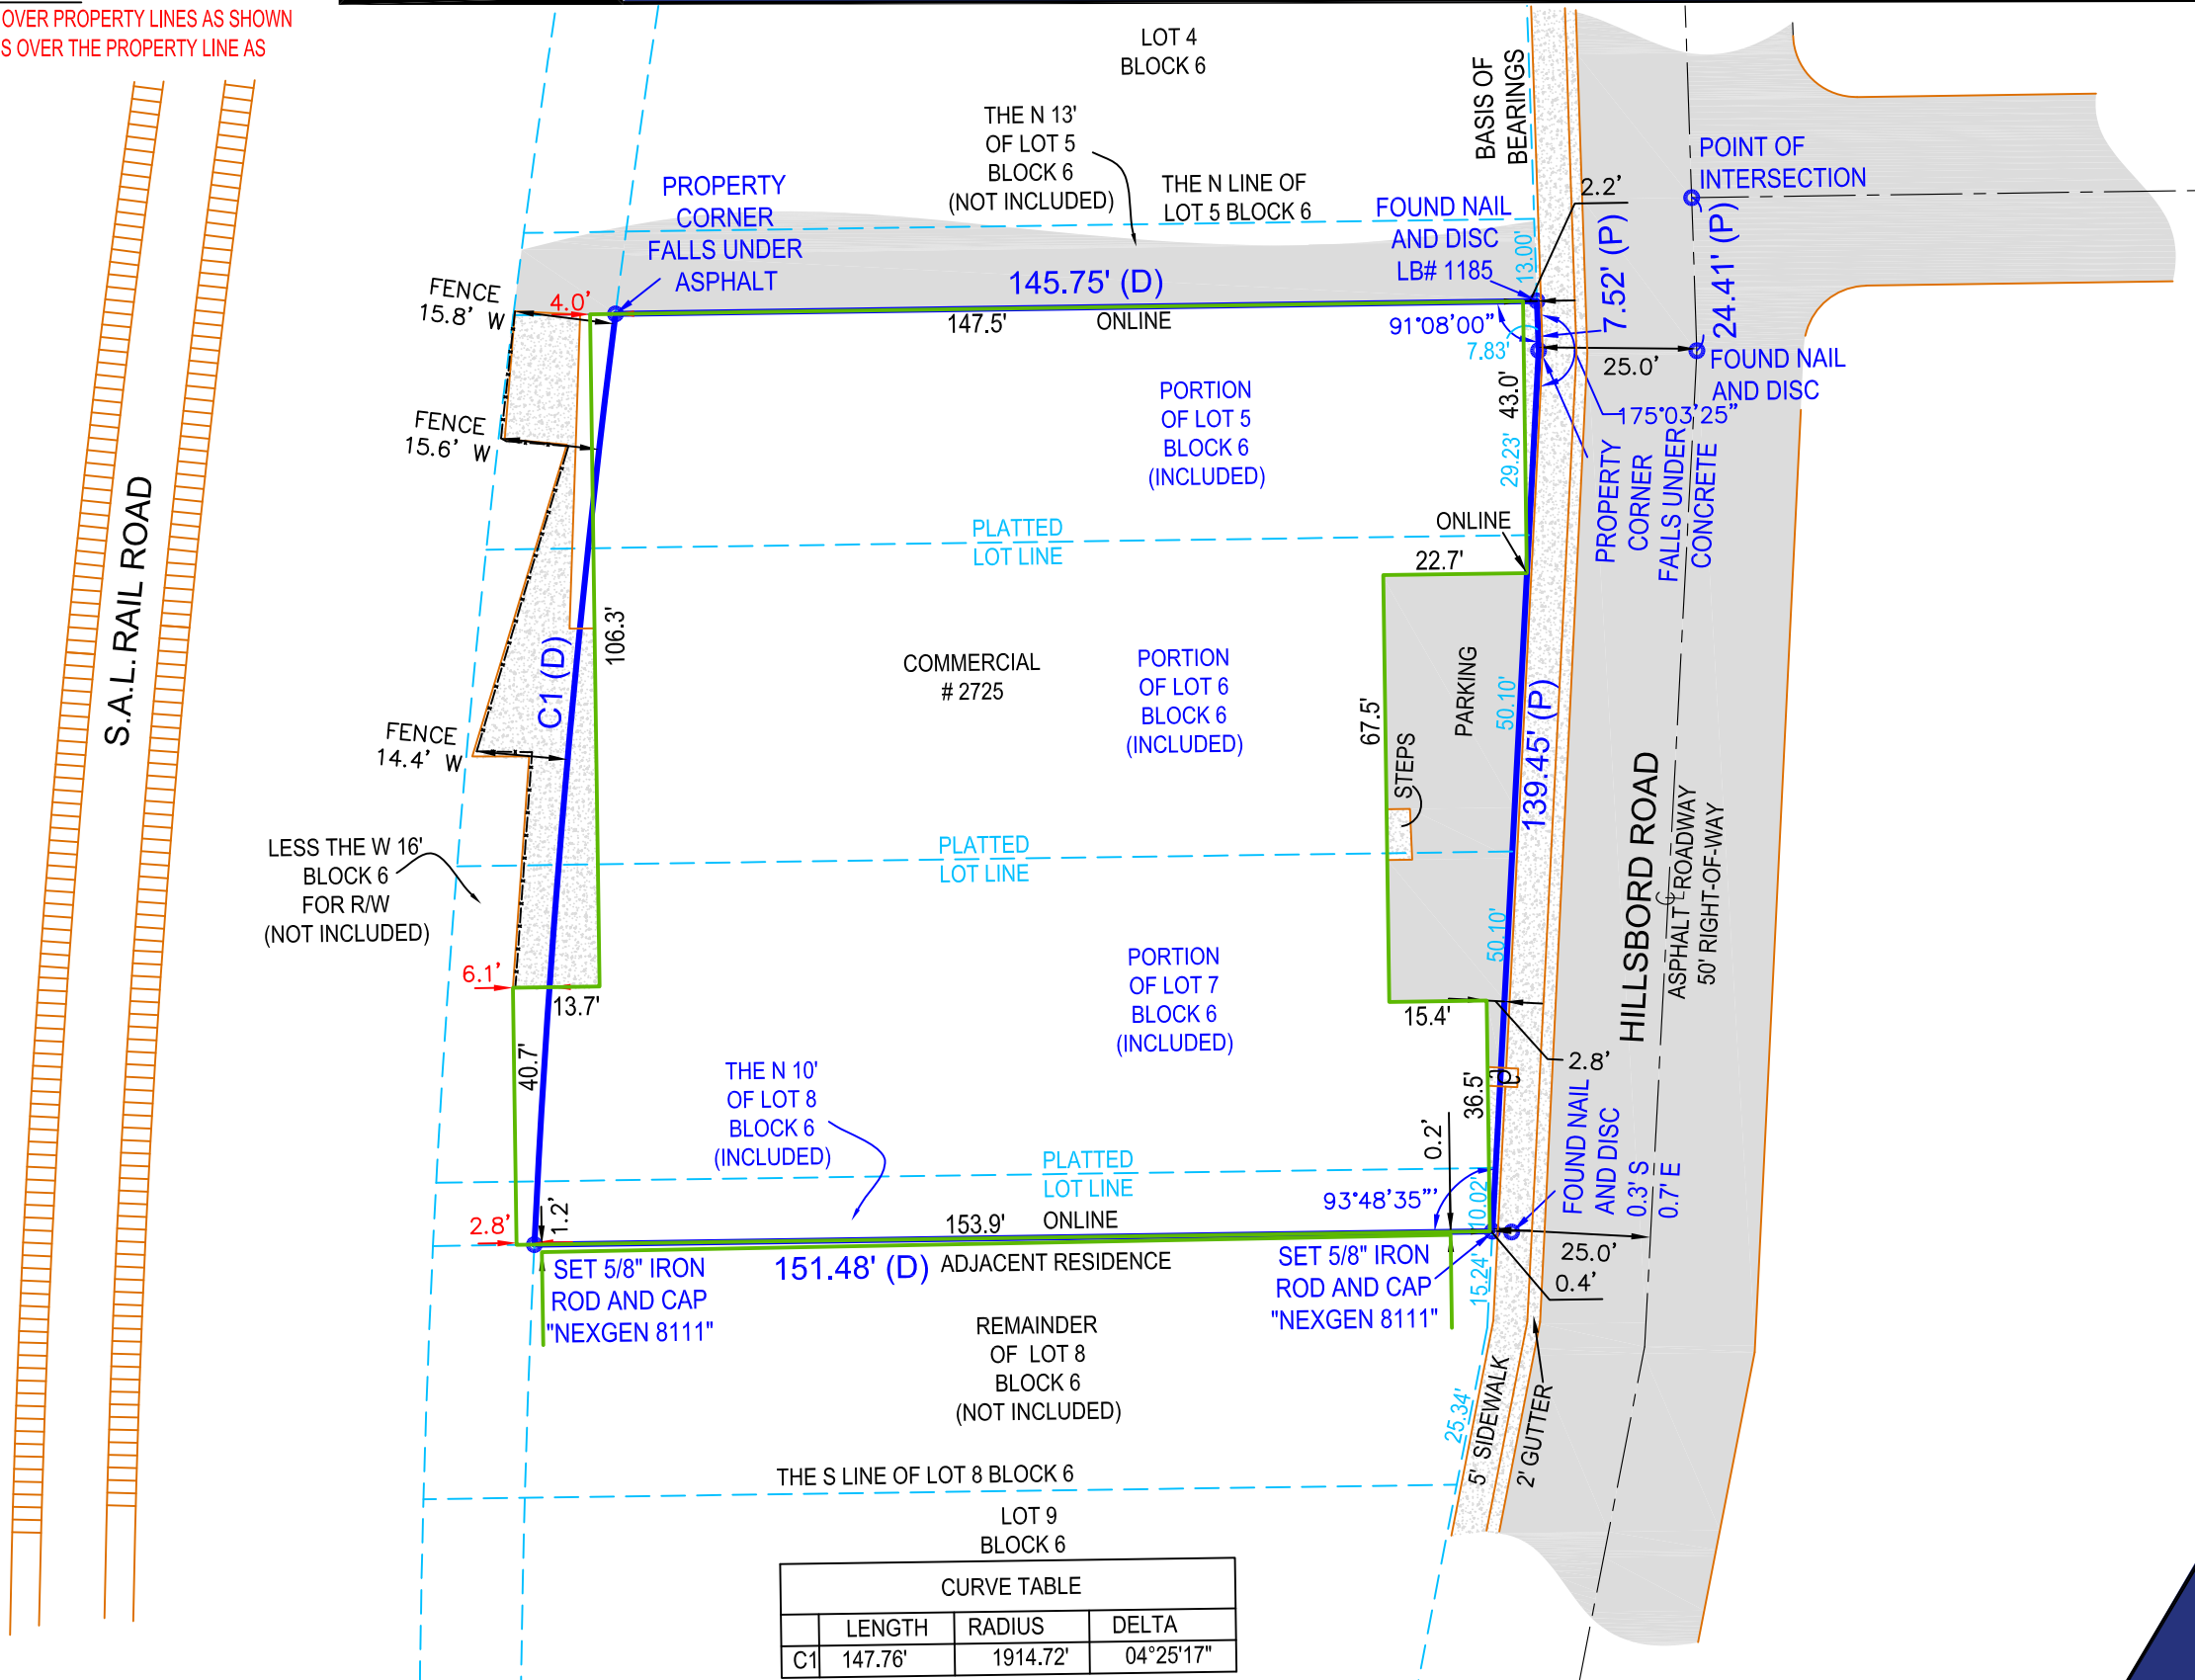 OVER PROPERTY LINES AS SHOWN
S OVER THE PROPERTY LINE AS
LOT 4
BLOCK 6
BASIS OF
BEARINGS
THE N 13'
OF LOT 5
BLOCK 6
(NOT INCLUDED)
THE N LINE OF
LOT 5 BLOCK 6
PROPERTY
CORNER
FALLS UNDER
ASPHALT
FOUND NAIL
AND DISC
LB# 1185
13.00'
2.2'
7.52' (P)
POINT OF
INTERSECTION
24.41' (P)
FOUND NAIL
AND DISC
25.0'
FENCE
15.8' W
4.0'
145.75' (D)
147.5'
ONLINE
91°08'00"
7.83'
43.0'
29.23'
175°03'25"
PROPERTY
CORNER
FALLS UNDER
CONCRETE
FENCE
15.6' W
PORTION
OF LOT 5
BLOCK 6
(INCLUDED)
S.A.L. RAIL ROAD
PLATTED
LOT LINE
ONLINE
22.7'
106.3'
C1 (D)
COMMERCIAL
# 2725
PORTION
OF LOT 6
BLOCK 6
(INCLUDED)
67.5'
PARKING
STEPS
50.10'
139.45' (P)
FENCE
14.4' W
HILLSBORD ROAD
ASPHALT ROADWAY
50' RIGHT-OF-WAY
LESS THE W 16'
BLOCK 6
FOR R/W
(NOT INCLUDED)
PLATTED
LOT LINE
50.10'
6.1'
13.7'
PORTION
OF LOT 7
BLOCK 6
(INCLUDED)
15.4'
2.8'
40.7'
THE N 10'
OF LOT 8
BLOCK 6
(INCLUDED)
36.5'
0.2'
FOUND NAIL
AND DISC
0.3' S
0.7' E
PLATTED
LOT LINE
93°48'35"'
10.02'
2.8'
1.2'
153.9'
ONLINE
151.48' (D)
ADJACENT RESIDENCE
SET 5/8" IRON
ROD AND CAP
"NEXGEN 8111"
SET 5/8" IRON
ROD AND CAP
"NEXGEN 8111"
15.24'
25.0'
0.4'
REMAINDER
OF LOT 8
BLOCK 6
(NOT INCLUDED)
25.34'
5' SIDEWALK
2' GUTTER
THE S LINE OF LOT 8 BLOCK 6
LOT 9
BLOCK 6
CURVE TABLE
LENGTH RADIUS DELTA
C1 147.76' 1914.72' 04°25'17"